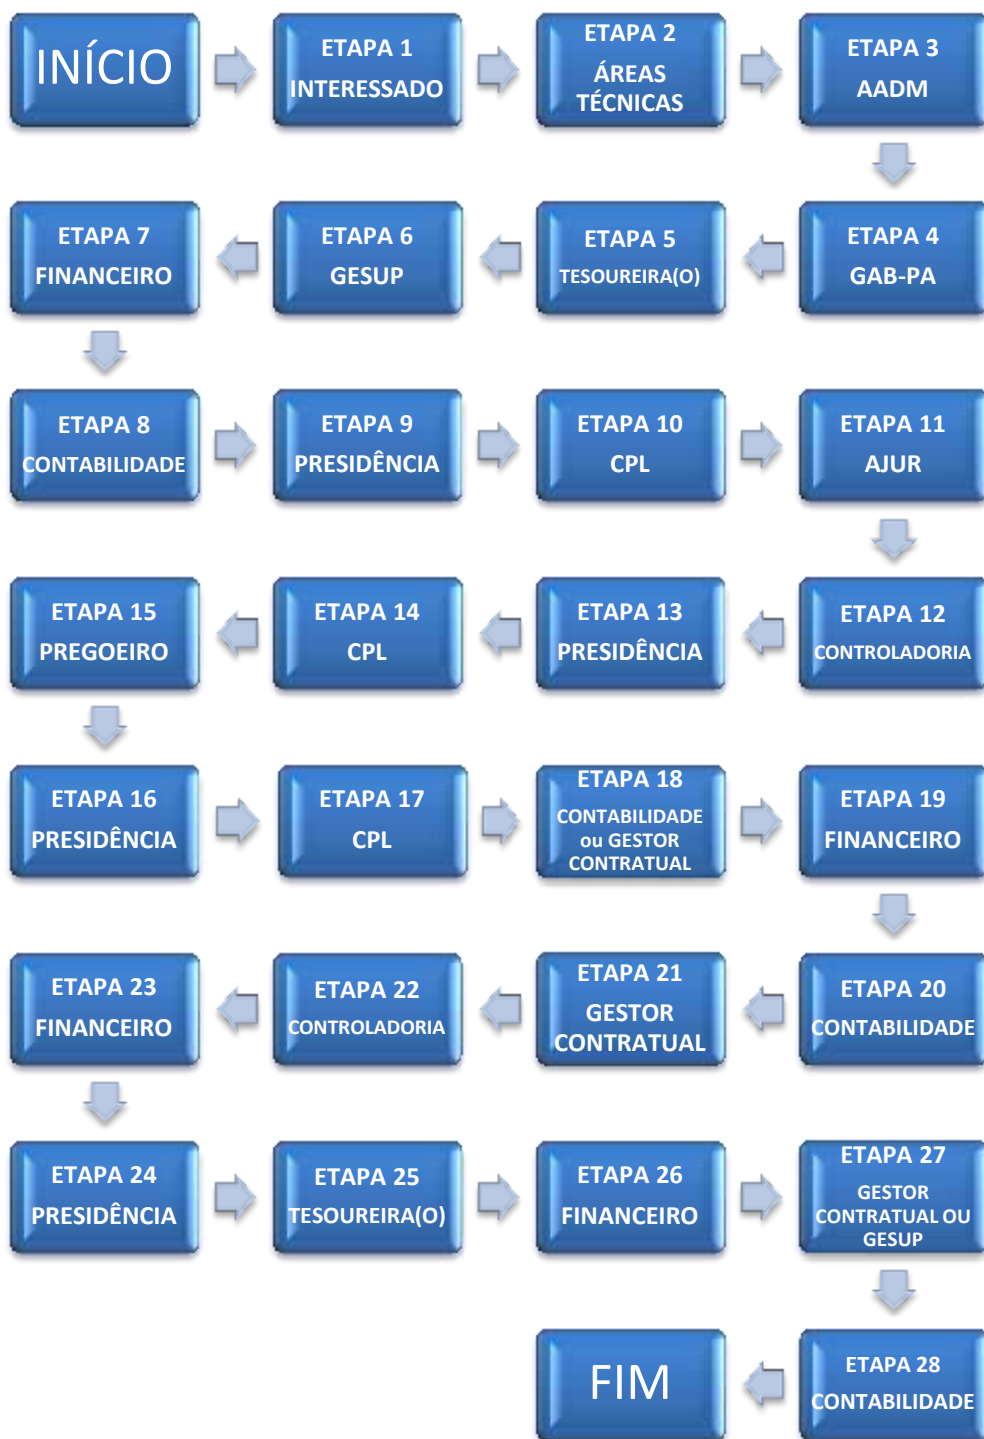 INÍCIO
ETAPA 1
INTERESSADO
ETAPA 2
ÁREAS
TÉCNICAS
ETAPA 3
AADM
ETAPA 4
GAB-PA
ETAPA 5
TESOUREIRA(O)
ETAPA 6
GESUP
ETAPA 7
FINANCEIRO
ETAPA 8
CONTABILIDADE
ETAPA 9
PRESIDÊNCIA
ETAPA 10
CPL
ETAPA 11
AJUR
ETAPA 12
CONTROLADORIA
ETAPA 13
PRESIDÊNCIA
ETAPA 14
CPL
ETAPA 15
PREGOEIRO
ETAPA 16
PRESIDÊNCIA
ETAPA 17
CPL
ETAPA 18
CONTABILIDADE
ou GESTOR
CONTRATUAL
ETAPA 19
FINANCEIRO
ETAPA 20
CONTABILIDADE
ETAPA 21
GESTOR
CONTRATUAL
ETAPA 22
CONTROLADORIA
ETAPA 23
FINANCEIRO
ETAPA 24
PRESIDÊNCIA
ETAPA 25
TESOUREIRA(O)
ETAPA 26
FINANCEIRO
ETAPA 27
GESTOR
CONTRATUAL OU
GESUP
ETAPA 28
CONTABILIDADE
FIM